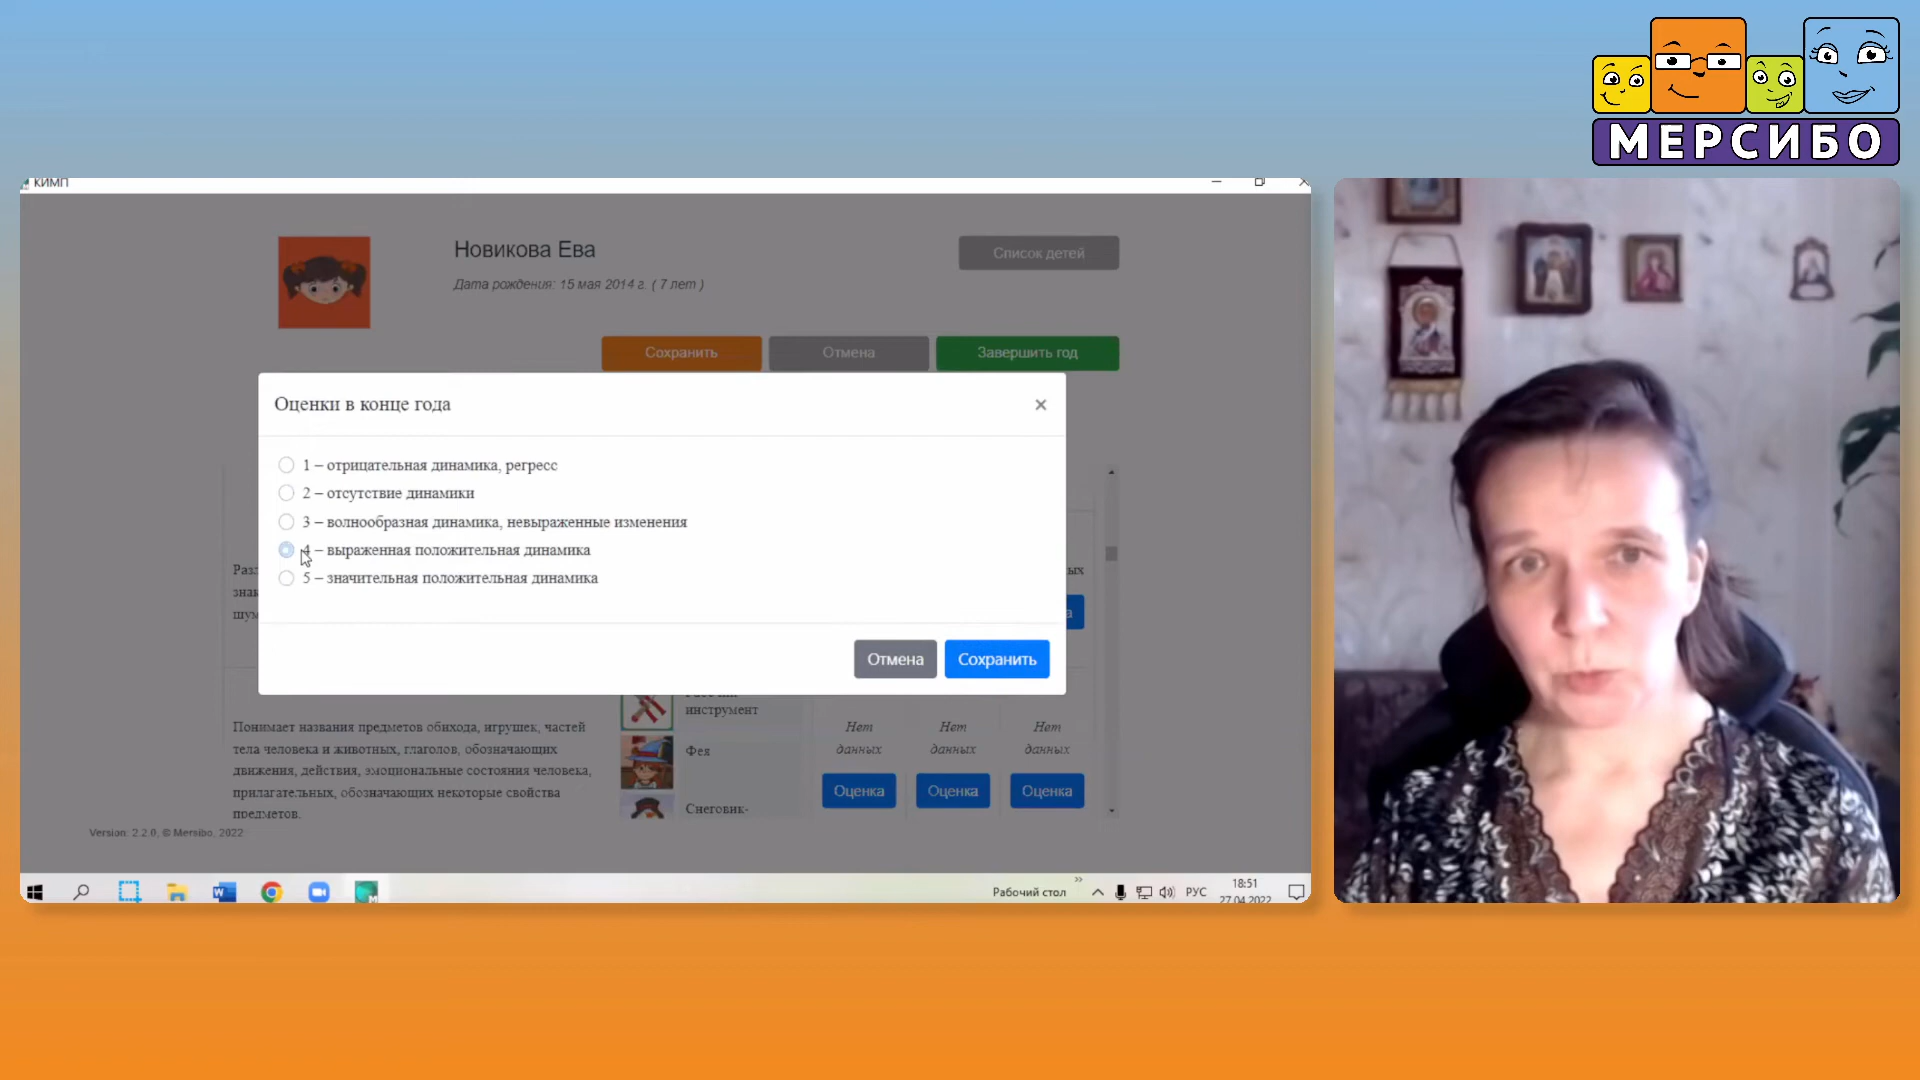 МЕРСИБО
КИМП
Новикова Ева
Дата рождения: 15 мая 2014 г. ( 7 лет )
Список детей
Сохранить
Отмена
Завершить год
Оценки в конце года
×
1 – отрицательная динамика, регресс
2 – отсутствие динамики
3 – волнообразная динамика, невыраженные изменения
4 – выраженная положительная динамика
5 – значительная положительная динамика
Отмена
Сохранить
инструмент
Фея
Снеговик-
Понимает названия предметов обихода, игрушек, частей
тела человека и животных, глаголов, обозначающих
движения, действия, эмоциональные состояния человека,
прилагательных, обозначающих некоторые свойства
предметов.
Нет данных
Нет данных
Нет данных
Оценка
Оценка
Оценка
Version: 2.2.0, © Mersibo, 2022
Рабочий стол
РУС
18:51
27.04.2022